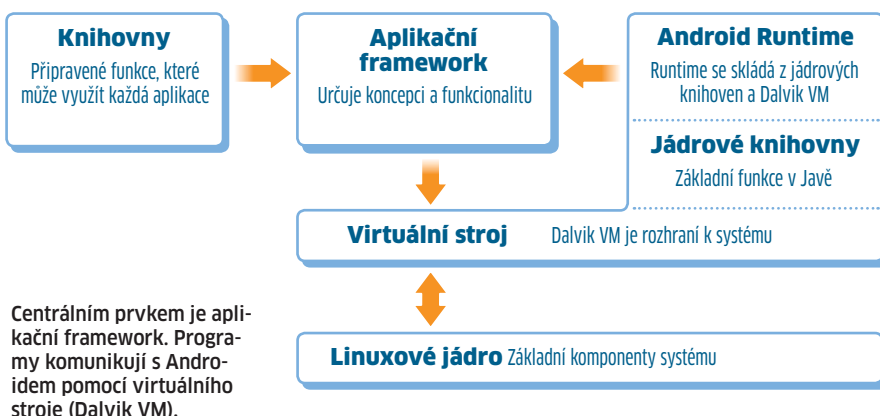 Knihovny
Připravené funkce, které
může využít každá aplikace
Aplikační
framework
Určuje koncepci a funkcionalitu
Android Runtime
Runtime se skládá z jádrových
knihoven a Dalvik VM
Jádrové knihovny
Základní funkce v Javě
Virtuální stroj Dalvik VM je rozhraní k systému
Linuxové jádro Základní komponenty systému
Centrálním prvkem je apli-
kační framework. Progra-
my komunikují s Andro-
idem pomocí virtuálního
stroje (Dalvik VM).